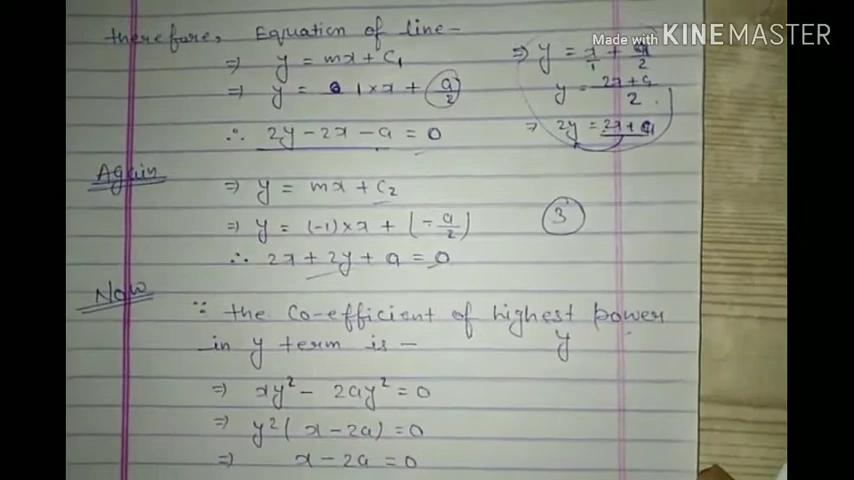 Made with KINEMASTER
therefore, Equation of line-
⇒ y = mx + C₁
⇒ y = 1 × x + (a/2)
∴ 2y - 2x - a = 0
⇒ y = x/1 + a/2
y = 2x + a / 2
⇒ 2y = 2x + a
Again
⇒ y = mx + C₂
⇒ y = (-1) × x + (- a/2)
∴ 2x + 2y + a = 0
3
Now
∵ the Co-efficient of highest power
in y term is -
y
⇒ xy² - 2ay² = 0
⇒ y² ( x - 2a) = 0
⇒ x - 2a = 0